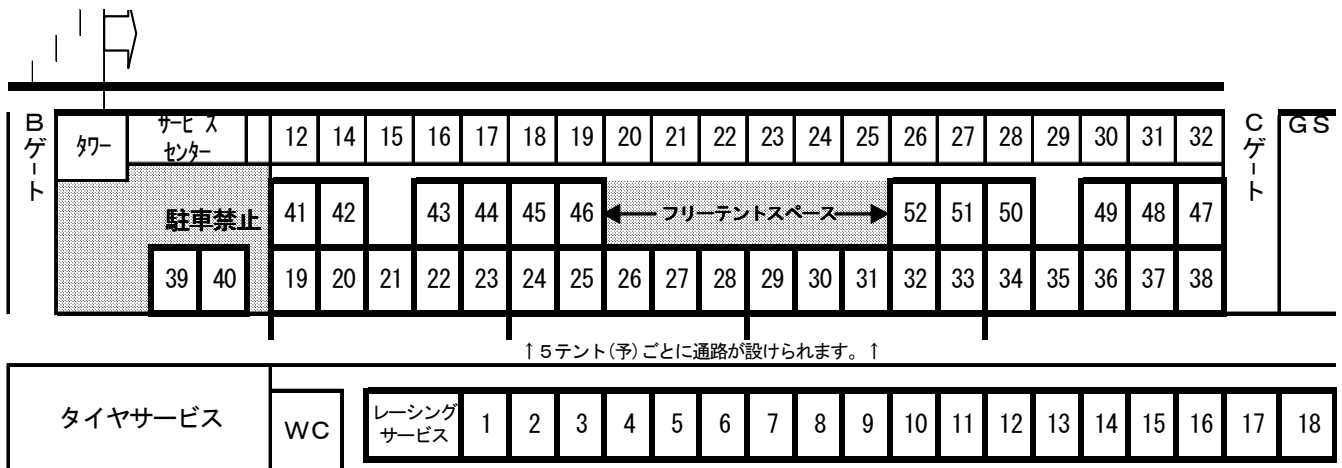 Bゲート
タワー
サービス
センター
12 14 15 16 17 18 19 20 21 22 23 24 25 26 27 28 29 30 31 32
Cゲート
GS
駐車禁止
41 42 43 44 45 46 フリーテントスペース 52 51 50 49 48 47
39 40 19 20 21 22 23 24 25 26 27 28 29 30 31 32 33 34 35 36 37 38
↑5テント(予)ごとに通路が設けられます。↑
タイヤサービス
WC
レーシング
サービス
1 2 3 4 5 6 7 8 9 10 11 12 13 14 15 16 17 18